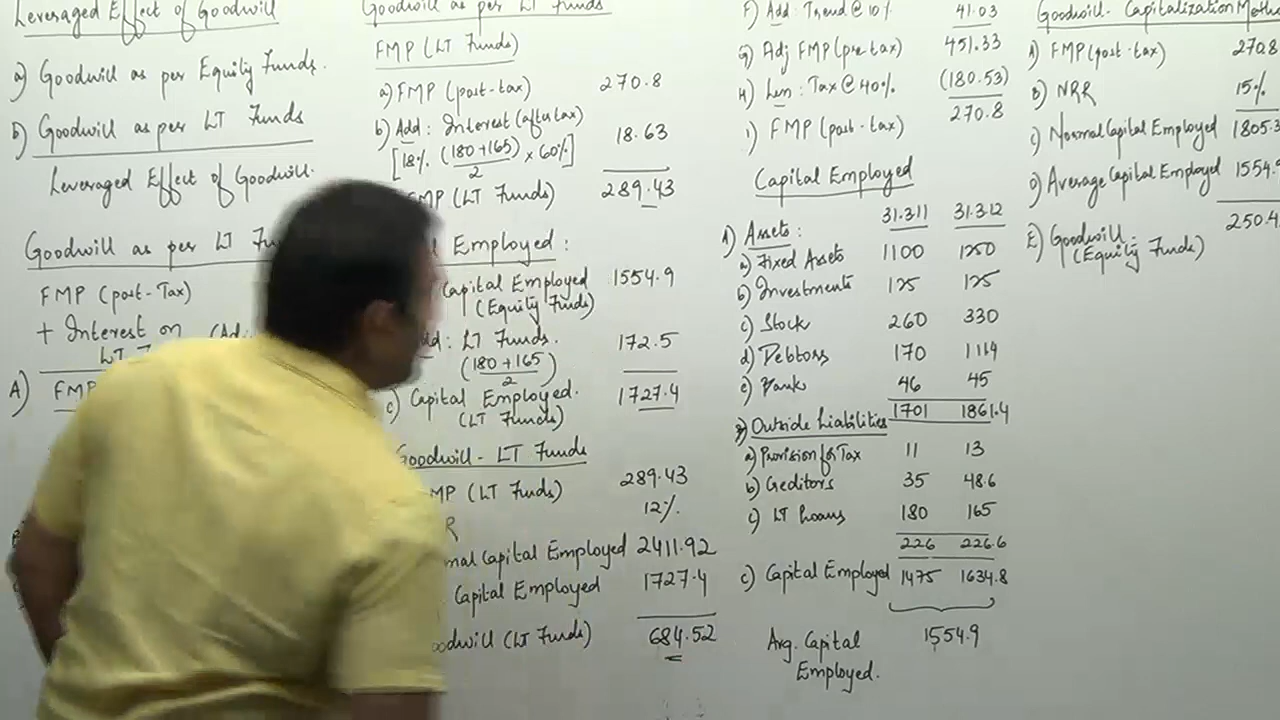 Leveraged Effect of Goodwill
a) Goodwill as per Equity Funds.
b) Goodwill as per LT Funds
Leveraged Effect of Goodwill.
Goodwill as per LT
FMP (post-Tax)
+ Interest on
A) FMP
Goodwill as per LT Funds
FMP (LT Funds)
a) FMP (post-tax) 270.8
b) Add: Interest (after tax) 18.63
[18%. (180+165)/2 × 60%]
FMP (LT Funds) 289.43
Employed:
Capital Employed 1554.9
(Equity Funds)
Add: LT Funds. 172.5
(180+165)/2
c) Capital Employed. 1727.4
(LT Funds)
Goodwill - LT Funds
FMP (LT Funds) 289.43
12%.
Capital Employed 2411.92
Capital Employed 1727.4
Goodwill (LT Funds) 684.52
F) Add: Trend @ 10% 41.03
G) Adj FMP (pre tax) 451.33
H) Less: Tax @ 40%. (180.53)
270.8
1) FMP (post-tax)
Capital Employed
31.3.11 31.3.12
A) Assets:
a) Fixed Assets 1100 1250
b) Investments 125 125
c) Stock 260 330
d) Debtors 170
e) Bank 46 45
1701 1861.4
Outside Liabilities
a) Provision for Tax 11 13
b) Creditors 35 48.6
c) LT Loans 180 165
226 226.6
c) Capital Employed 1475 1634.8
Avg. Capital 1554.9
Employed.
Goodwill - Capitalization
A) FMP (post-tax) 270.8
B) NRR 15%
c) Normal Capital Employed 1805.3
D) Average Capital Employed 1554.9
250.4
E) Goodwill -
(Equity Funds)